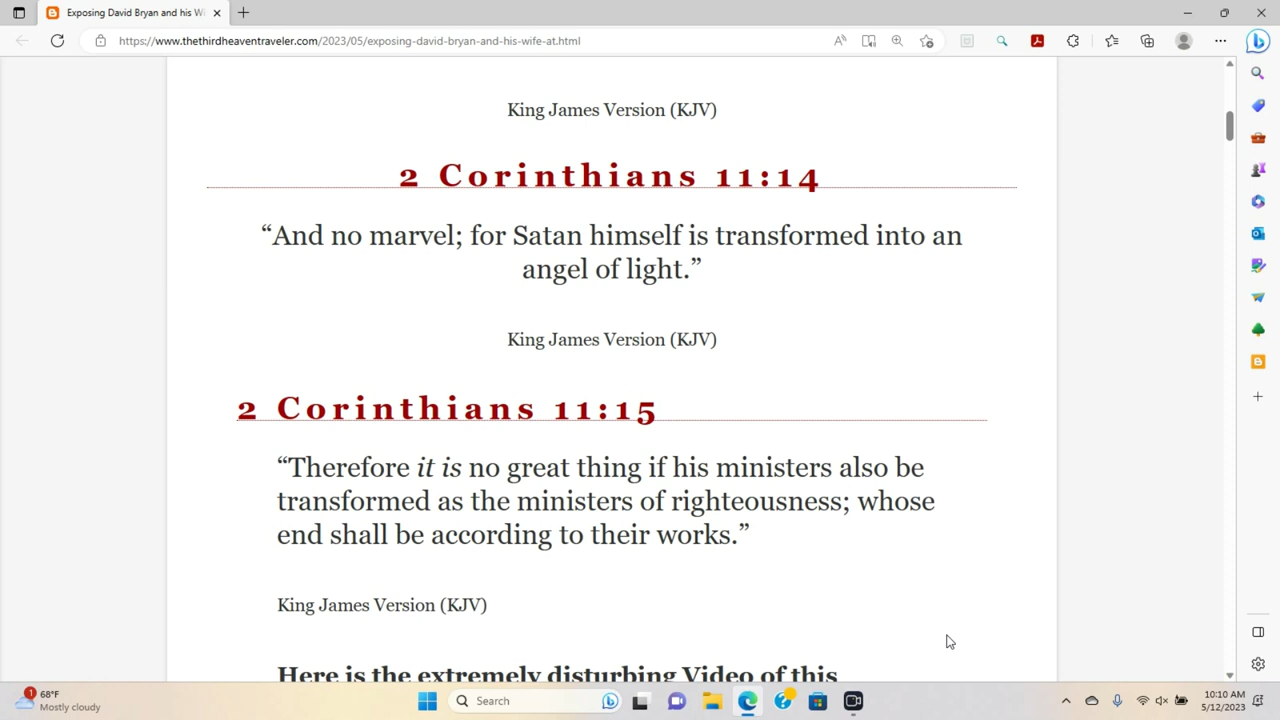 Exposing David Bryan and his Wi
https://www.thethirdheaventraveler.com/2023/05/exposing-david-bryan-and-his-wife-at.html
King James Version (KJV)
2 Corinthians 11:14
“And no marvel; for Satan himself is transformed into an
angel of light.”
King James Version (KJV)
2 Corinthians 11:15
“Therefore it is no great thing if his ministers also be
transformed as the ministers of righteousness; whose
end shall be according to their works.”
King James Version (KJV)
Here is the extremely disturbing Video of this
1
68°F
Mostly cloudy
Search
10:10 AM
5/12/2023